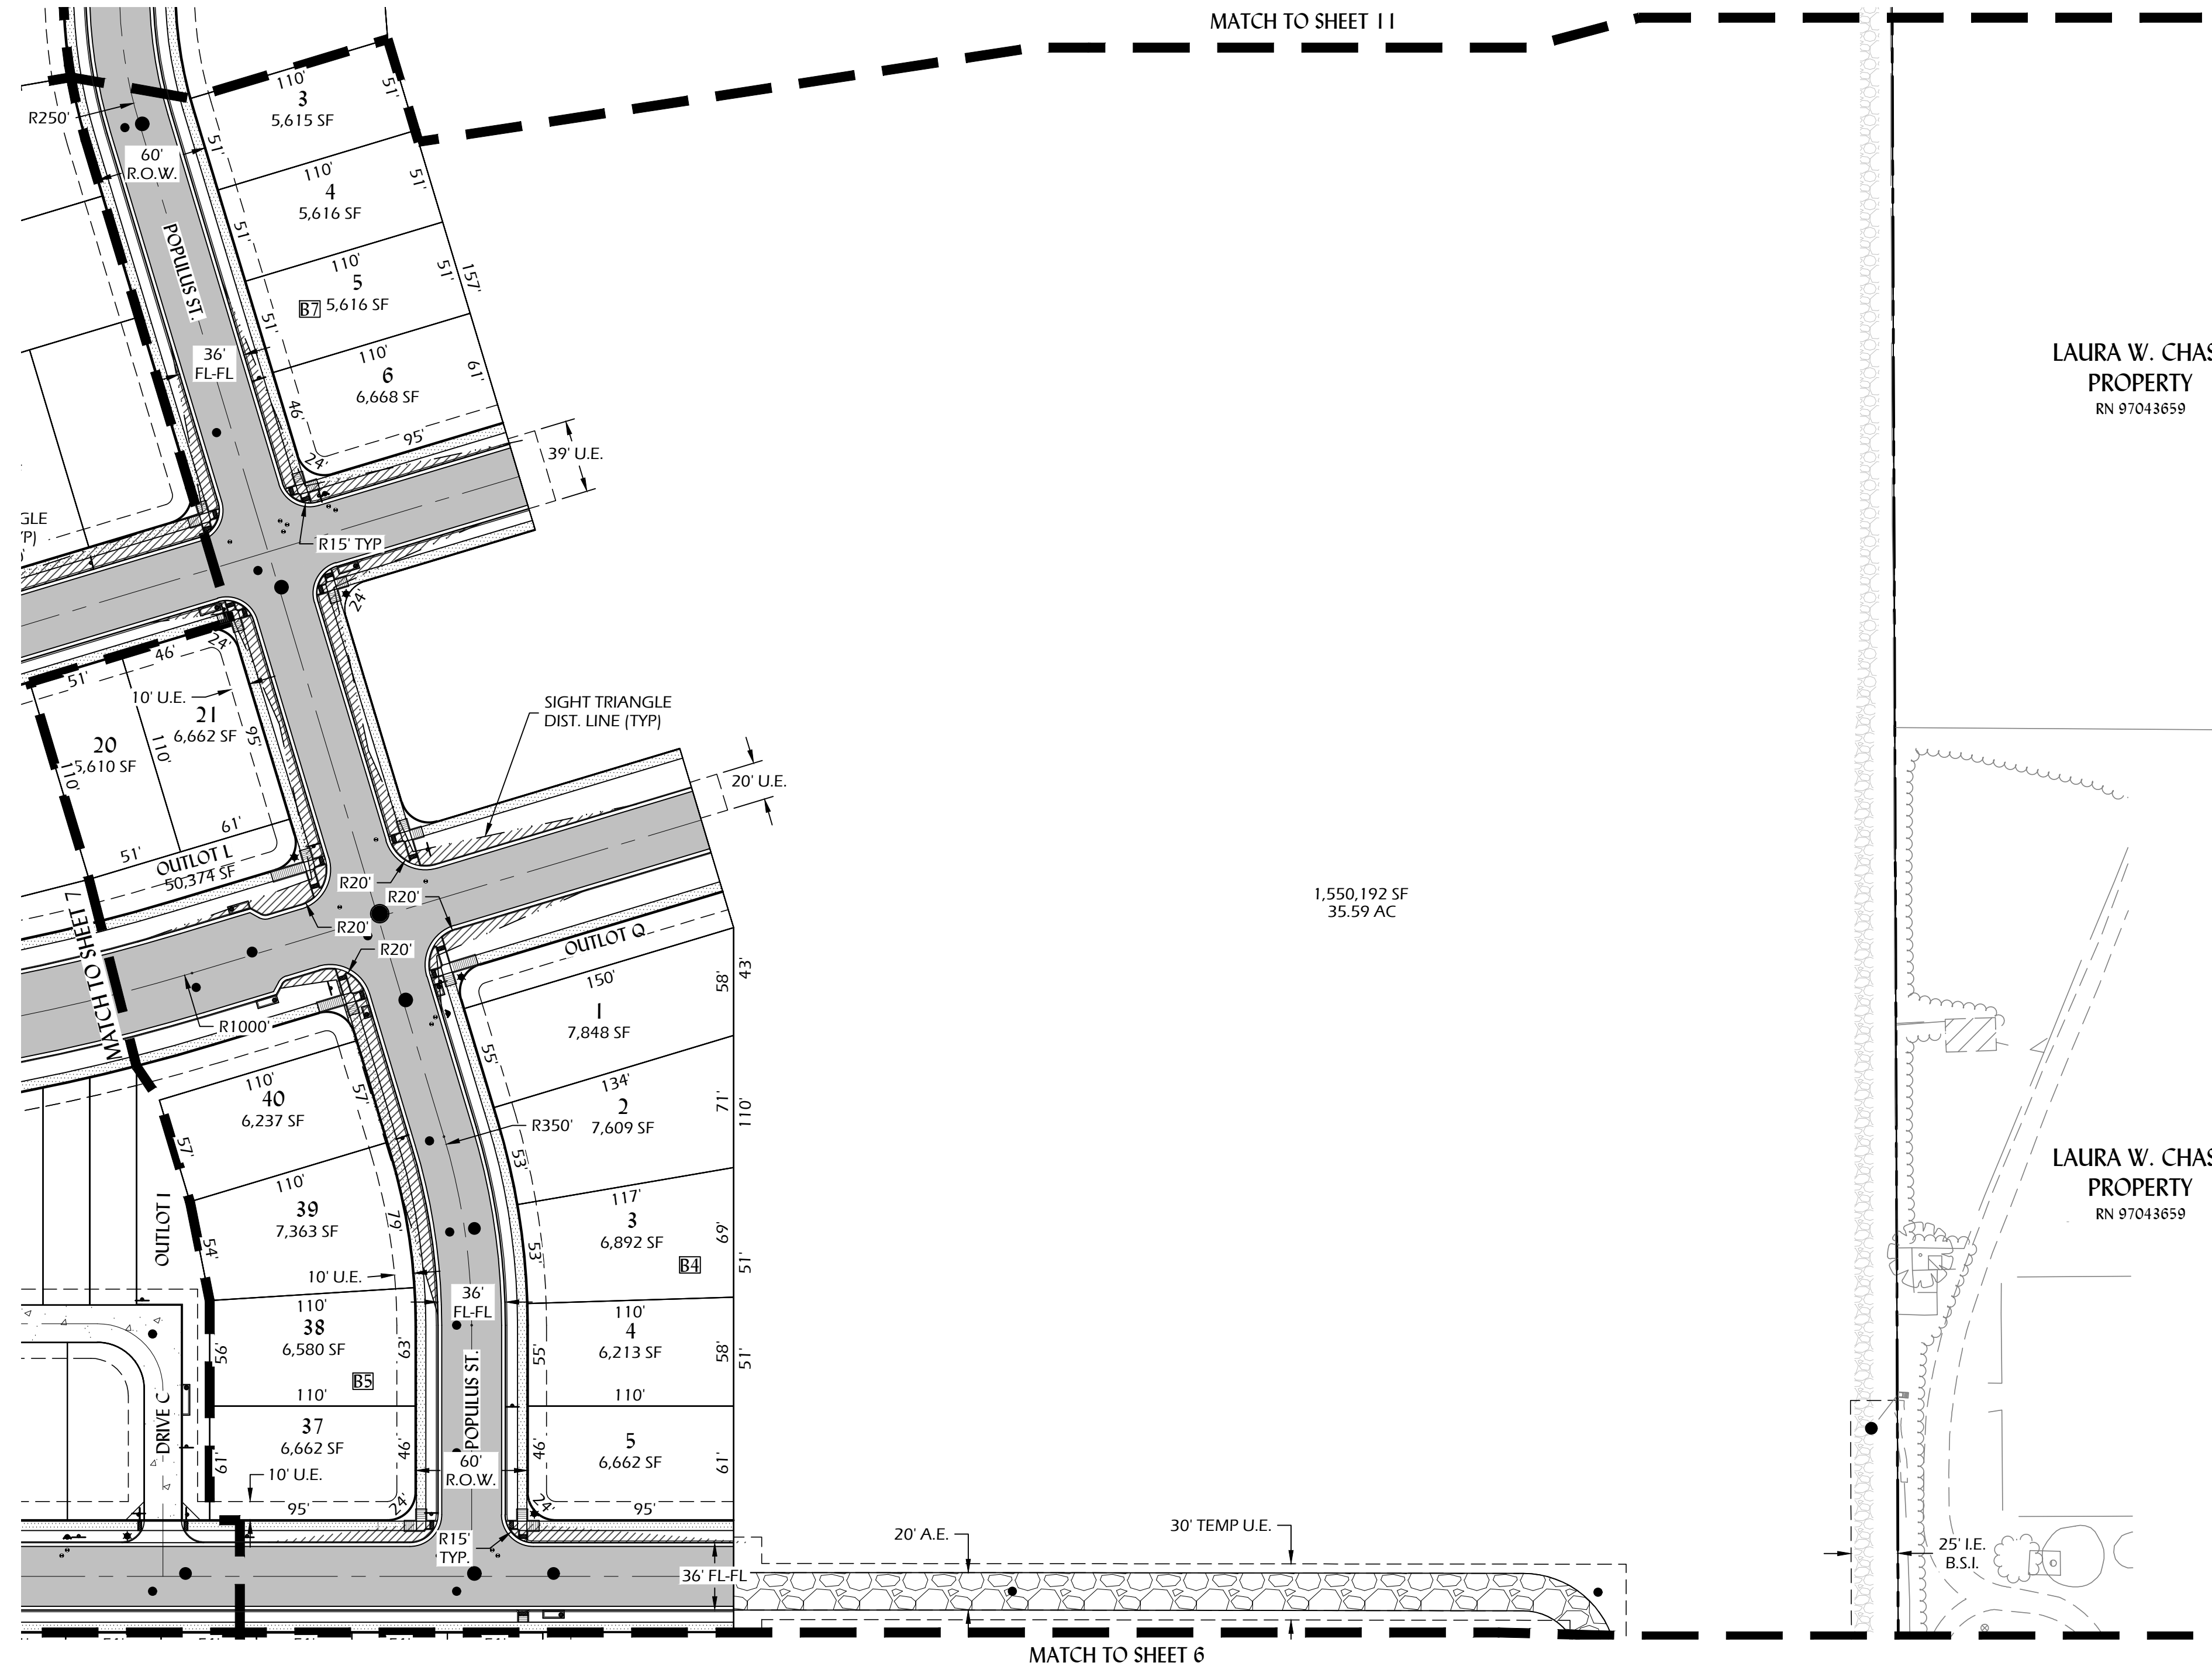 MATCH TO SHEET 11
110'
3
5,615 SF
51'
R250'
60'
R.O.W.
51'
110'
4
5,616 SF
51'
POPULUS ST.
51'
110'
5
B7
5,616 SF
51'
157'
51'
36'
FL-FL
110'
6
6,668 SF
61'
46'
95'
24'
39' U.E.
R15' TYP
24'
LAURA W. CHAS
PROPERTY
RN 97043659
GLE
24'
46'
51'
10' U.E.
21
6,662 SF
95'
20
5,610 SF
110'
110'
61'
51'
OUTLOT L
50,374 SF
SIGHT TRIANGLE
DIST. LINE (TYP)
20' U.E.
R20'
R20'
R20'
R20'
R1000'
MATCH TO SHEET 7
OUTLOT Q
1,550,192 SF
35.59 AC
150'
1
7,848 SF
58'
43'
55'
134'
2
7,609 SF
71'
110'
R350'
53'
117'
3
6,892 SF
69'
51'
B4
53'
110'
4
6,213 SF
58'
51'
55'
110'
5
6,662 SF
61'
46'
95'
24'
110'
40
6,237 SF
57'
57'
110'
39
7,363 SF
79'
54'
OUTLOT I
10' U.E.
110'
38
6,580 SF
63'
56'
B5
110'
37
6,662 SF
46'
61'
10' U.E.
95'
24'
DRIVE C
36'
FL-FL
POPULUS ST.
60'
R.O.W.
R15'
TYP.
36' FL-FL
20' A.E.
30' TEMP U.E.
LAURA W. CHAS
PROPERTY
RN 97043659
25' I.E.
B.S.I.
MATCH TO SHEET 6